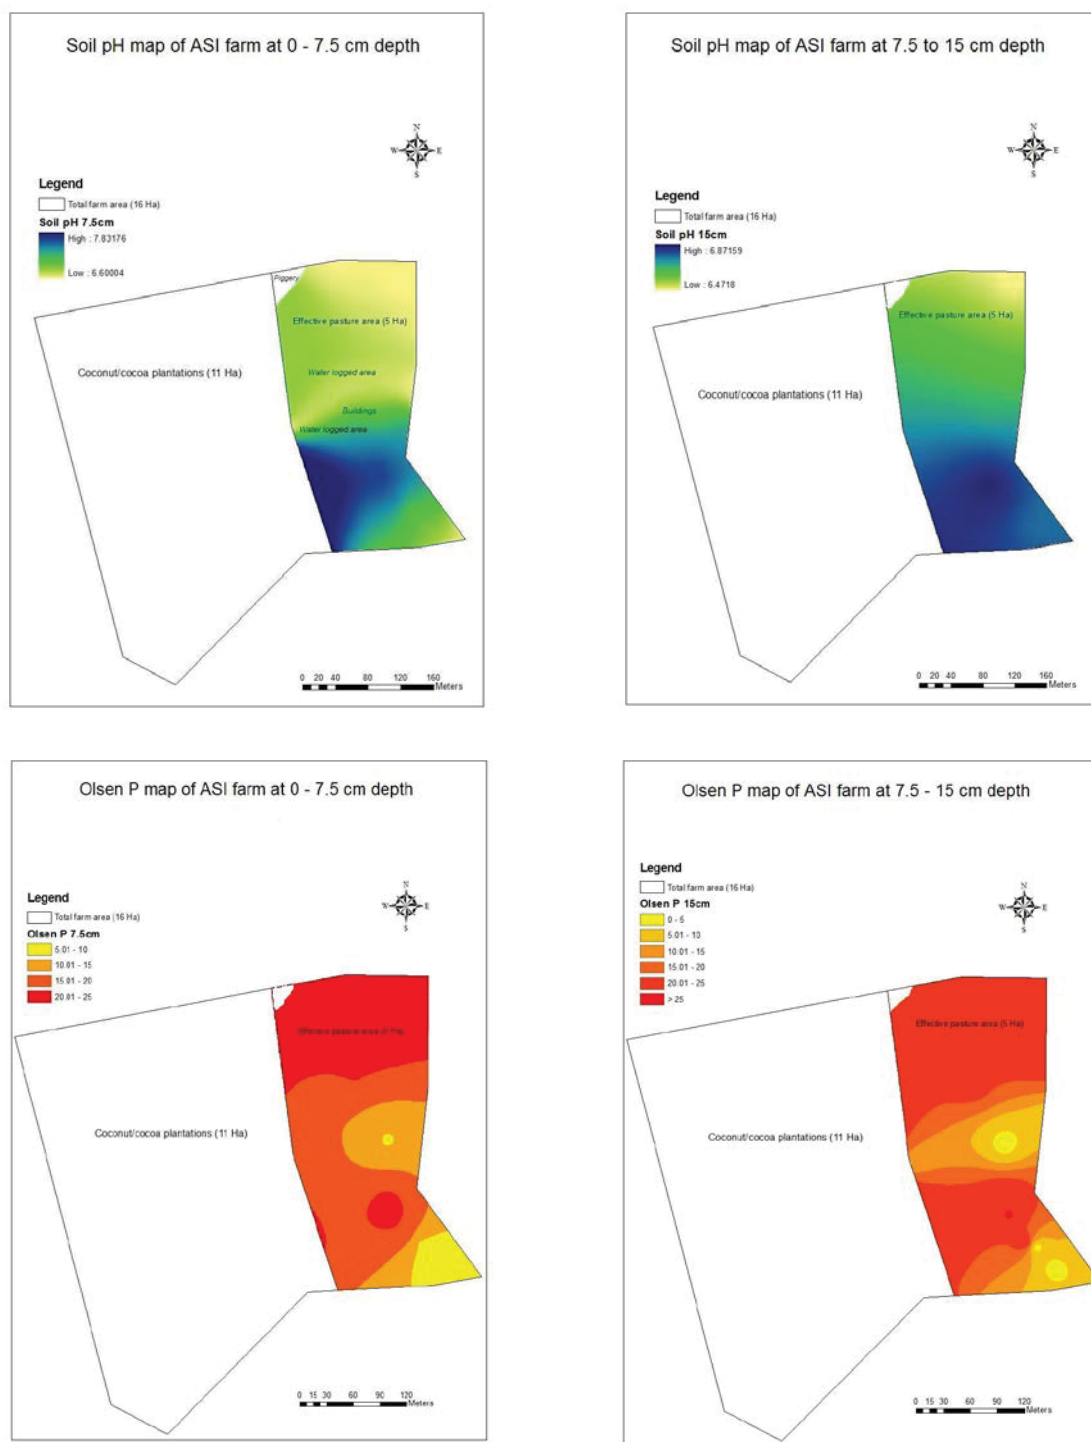 Soil pH map of ASI farm at 0 - 7.5 cm depth
N
W
E
S
Legend
Total farm area (16 Ha)
Soil pH 7.5cm
High : 7.83176
Low : 6.60004
Piggery
Effective pasture area (5 Ha)
Water logged area
Coconut/cocoa plantations (11 Ha)
Buildings
Water logged area
0 20 40 80 120 160
Meters
Soil pH map of ASI farm at 7.5 to 15 cm depth
N
W
E
S
Legend
Total farm area (16 Ha)
Soil pH 15cm
High : 6.87159
Low : 6.4718
Effective pasture area (5 Ha)
Coconut/cocoa plantations (11 Ha)
0 20 40 80 120 160
Meters
Olsen P map of ASI farm at 0 - 7.5 cm depth
N
W
E
S
Legend
Total farm area (16 Ha)
Olsen P 7.5cm
5.01 - 10
10.01 - 15
15.01 - 20
20.01 - 25
Effective pasture area
Coconut/cocoa plantations (11 Ha)
0 15 30 60 90 120
Meters
Olsen P map of ASI farm at 7.5 - 15 cm depth
N
W
E
S
Legend
Total farm area (16 Ha)
Olsen P 15cm
0 - 5
5.01 - 10
10.01 - 15
15.01 - 20
20.01 - 25
> 25
Effective pasture area (5 Ha)
Coconut/cocoa plantations (11 Ha)
0 15 30 60 90 120
Meters